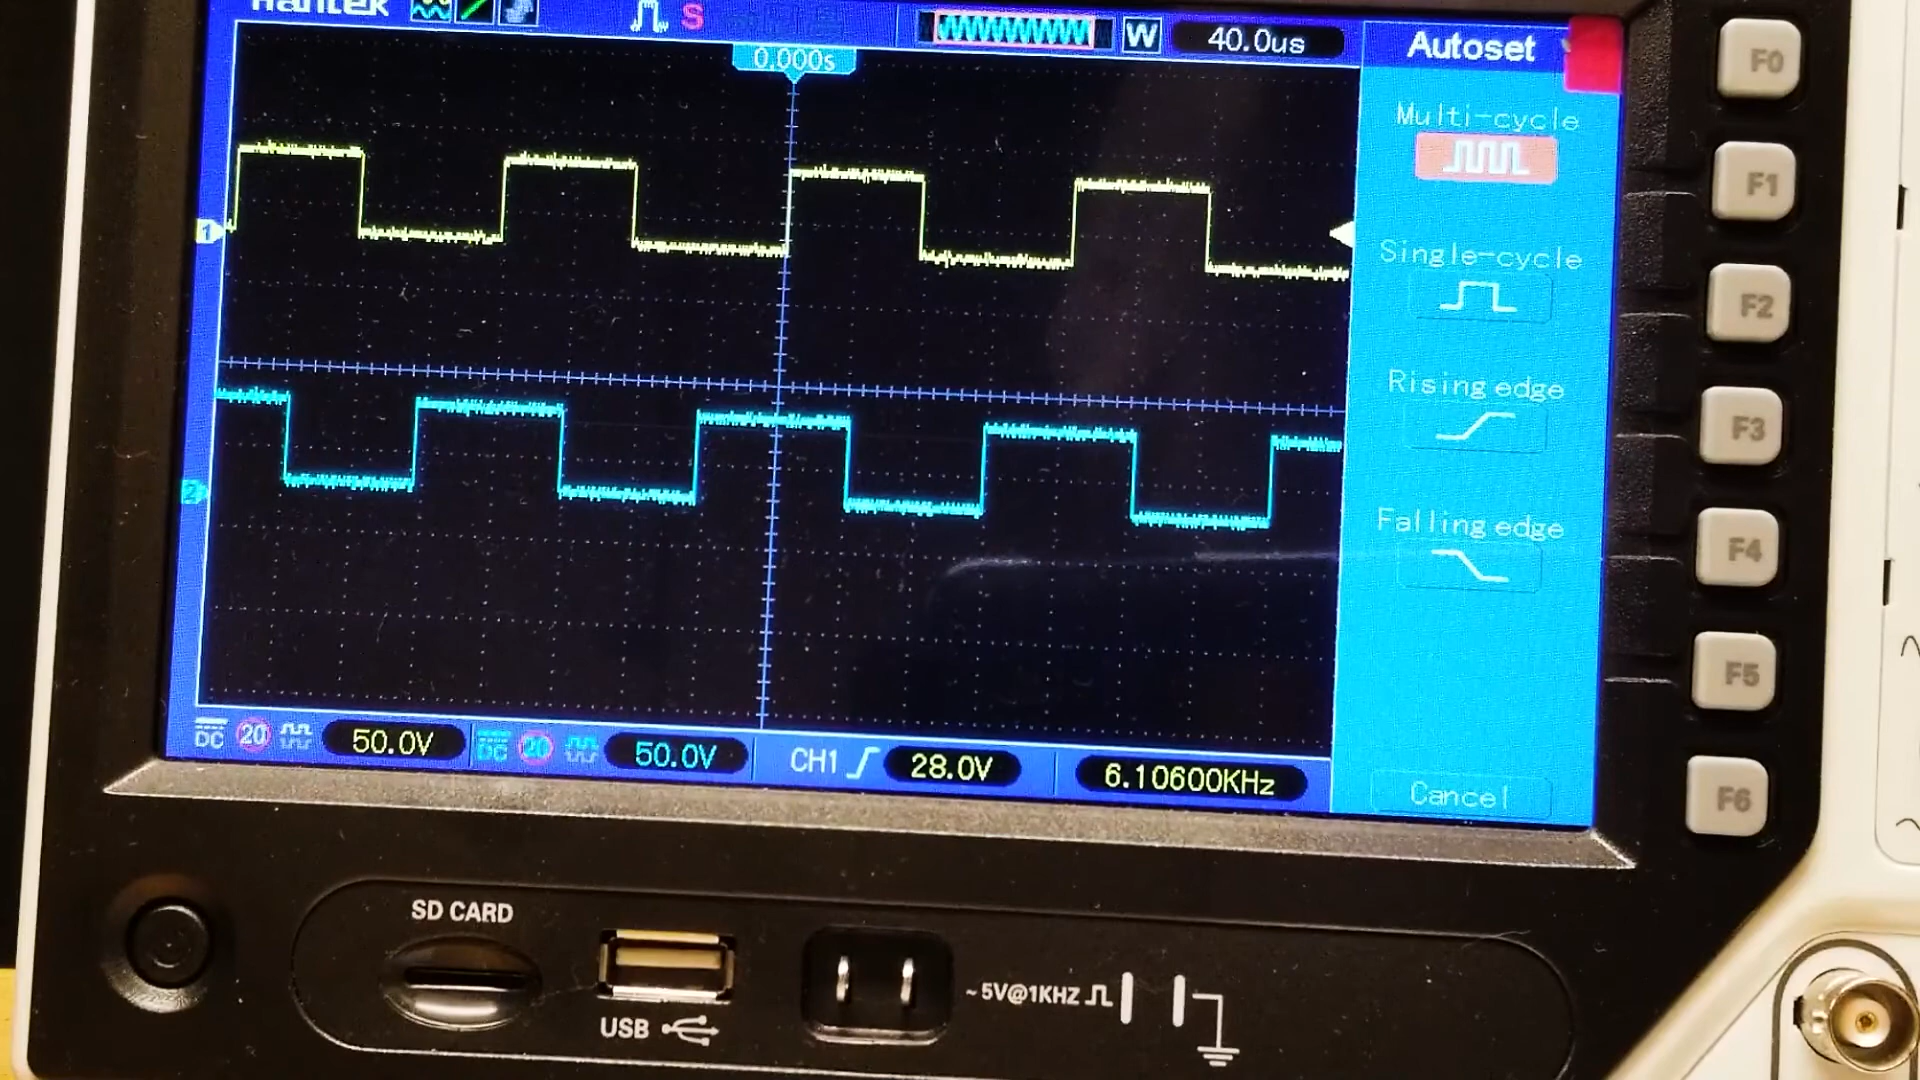 Hantek
S
W
40.0us
Autoset
F0
0.000s
Multi-cycle
F1
1
Single-cycle
F2
Rising edge
F3
2
Falling edge
F4
F5
DC 20 50.0V DC 20 50.0V CH1 28.0V 6.10600KHz
Cancel
F6
SD CARD
USB
~5V@1KHZ